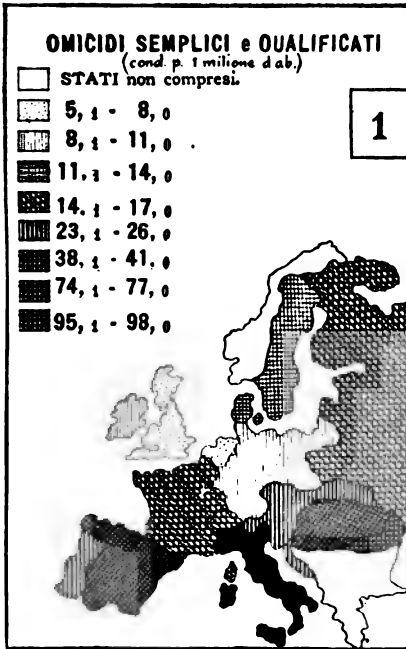 OMICIDI SEMPLICI e QUALIFICATI
(cond. p. 1 milione d'ab.)
STATI non compresi.
5,1 - 8,0
8,1 - 11,0
11,1 - 14,0
14,1 - 17,0
23,1 - 26,0
38,1 - 41,0
74,1 - 77,0
95,1 - 98,0
1